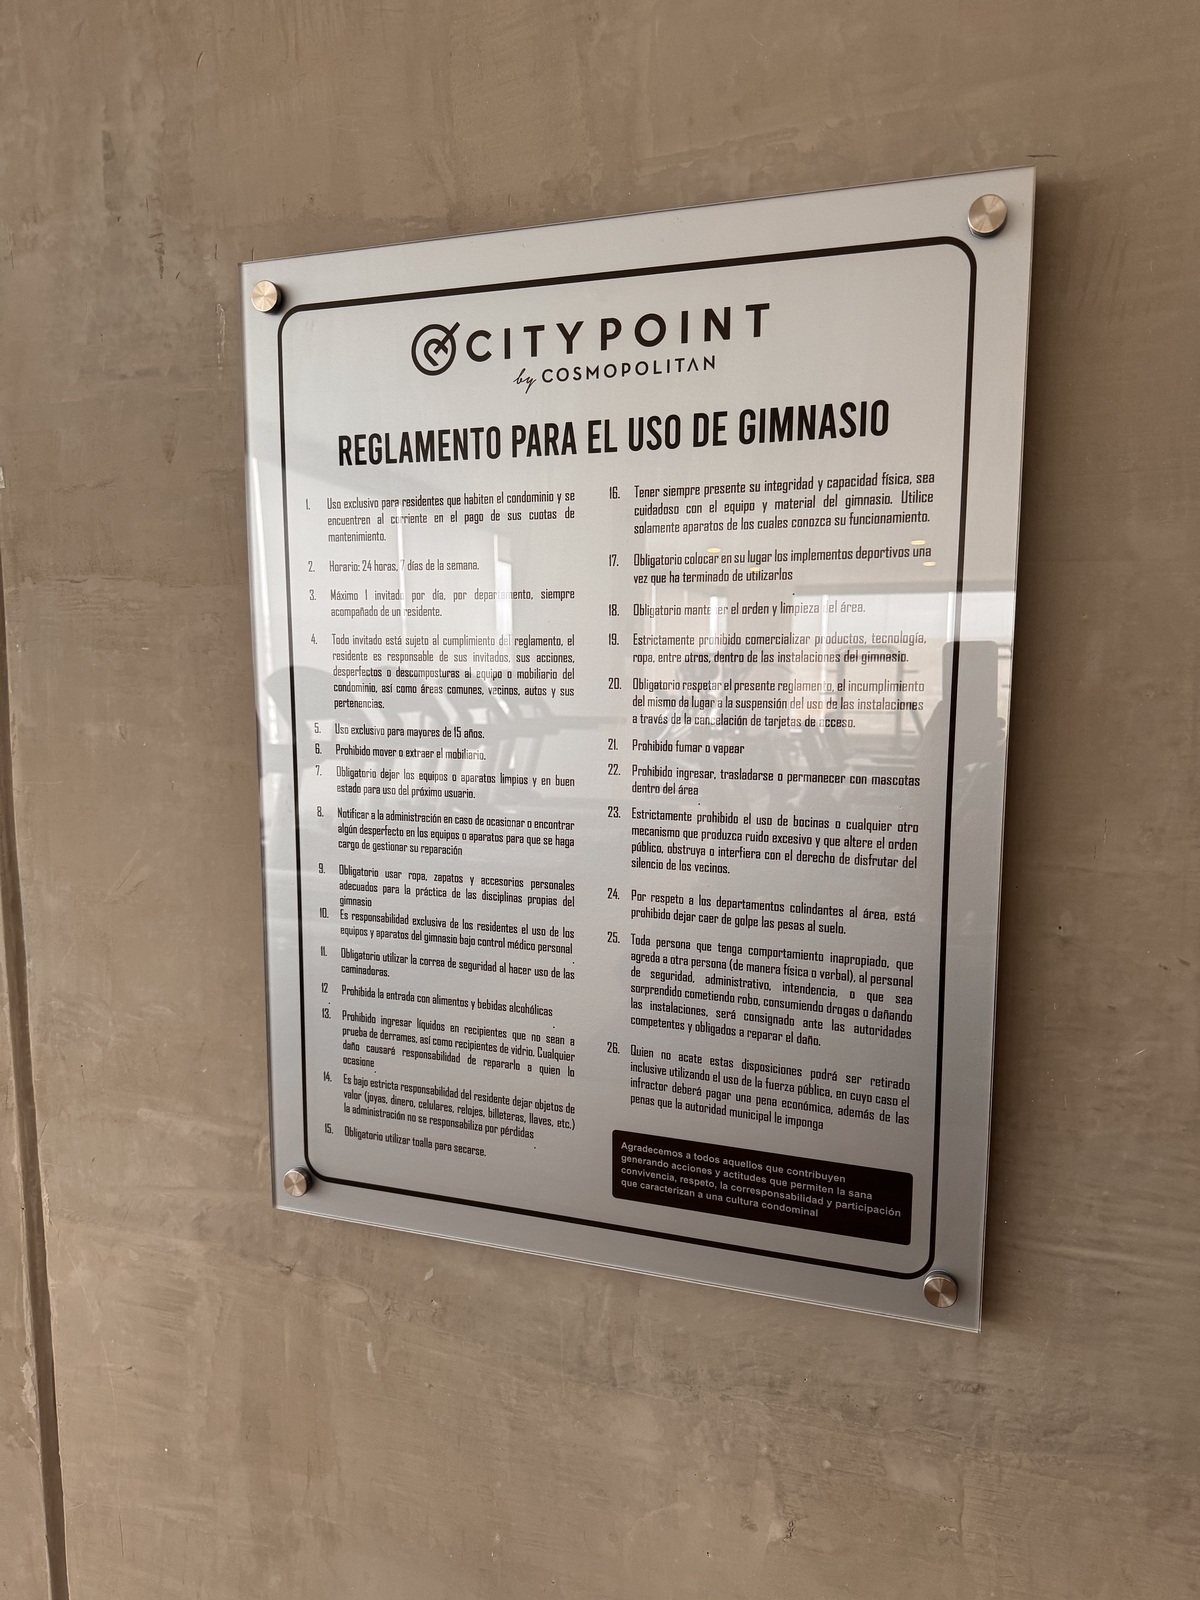 CITYPOINT
by COSMOPOLITAN
REGLAMENTO PARA EL USO DE GIMNASIO
1. Uso exclusivo para residentes que habiten el condominio y se
encuentren al corriente en el pago de sus cuotas de
mantenimiento.
2. Horario: 24 horas, 7 días de la semana.
3. Máximo 1 invitado por día, por departamento, siempre
acompañado de un residente.
4. Todo invitado está sujeto al cumplimiento del reglamento, el
residente es responsable de sus invitados, sus acciones,
desperfectos o descomposturas al equipo o mobiliario del
condominio, así como áreas comunes, vecinos, autos y sus
pertenencias.
5. Uso exclusivo para mayores de 15 años.
6. Prohibido mover o extraer el mobiliario.
7. Obligatorio dejar los equipos o aparatos limpios y en buen
estado para uso del próximo usuario.
8. Notificar a la administración en caso de ocasionar o encontrar
algún desperfecto en los equipos o aparatos para que se haga
cargo de gestionar su reparación
9. Obligatorio usar ropa, zapatos y accesorios personales
adecuados para la práctica de las disciplinas propias del
gimnasio
10. Es responsabilidad exclusiva de los residentes el uso de los
equipos y aparatos del gimnasio bajo control médico personal
11. Obligatorio utilizar la correa de seguridad al hacer uso de las
caminadoras.
12 Prohibida la entrada con alimentos y bebidas alcohólicas
13. Prohibido ingresar líquidos en recipientes que no sean a
prueba de derrames, así como recipientes de vidrio. Cualquier
daño causará responsabilidad de repararlo a quien lo
ocasione
14. Es bajo estricta responsabilidad del residente dejar objetos de
valor (joyas, dinero, celulares, relojes, billeteras, llaves, etc.)
la administración no se responsabiliza por pérdidas
15. Obligatorio utilizar toalla para secarse.
16. Tener siempre presente su integridad y capacidad física, sea
cuidadoso con el equipo y material del gimnasio. Utilice
solamente aparatos de los cuales conozca su funcionamiento.
17. Obligatorio colocar en su lugar los implementos deportivos una
vez que ha terminado de utilizarlos
18. Obligatorio mantener el orden y limpieza del área.
19. Estrictamente prohibido comercializar productos, tecnología,
ropa, entre otros, dentro de las instalaciones del gimnasio.
20. Obligatorio respetar el presente reglamento, el incumplimiento
del mismo da lugar a la suspensión del uso de las instalaciones
a través de la cancelación de tarjetas de acceso.
21. Prohibido fumar o vapear
22. Prohibido ingresar, trasladarse o permanecer con mascotas
dentro del área
23. Estrictamente prohibido el uso de bocinas o cualquier otro
mecanismo que produzca ruido excesivo y que altere el orden
público, obstruya o interfiera con el derecho de disfrutar del
silencio de los vecinos.
24. Por respeto a los departamentos colindantes al área, está
prohibido dejar caer de golpe las pesas al suelo.
25. Toda persona que tenga comportamiento inapropiado, que
agreda a otra persona (de manera física o verbal), al personal
de seguridad, administrativo, intendencia, o que sea
sorprendido cometiendo robo, consumiendo drogas o dañando
las instalaciones, será consignado ante las autoridades
competentes y obligados a reparar el daño.
26. Quien no acate estas disposiciones podrá ser retirado
inclusive utilizando el uso de la fuerza pública, en cuyo caso el
infractor deberá pagar una pena económica, además de las
penas que la autoridad municipal le imponga
Agradecemos a todos aquellos que contribuyen
generando acciones y actitudes que permiten la sana
convivencia, respeto, la corresponsabilidad y participación
que caracterizan a una cultura condominal